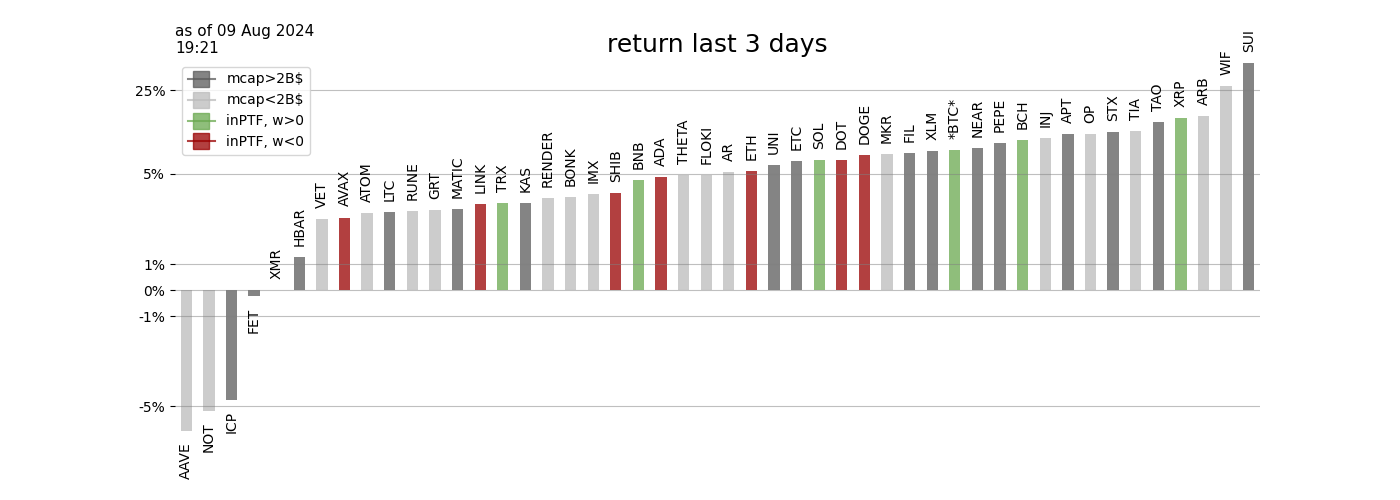 as of 09 Aug 2024
19:21
return last 3 days
mcap>2B$
mcap<2B$
inPTF, w>0
inPTF, w<0
25%
5%
1%
0%
-1%
-5%
AAVE
NOT
ICP
FET
XMR
HBAR
VET
AVAX
ATOM
LTC
RUNE
GRT
MATIC
LINK
TRX
KAS
RENDER
BONK
IMX
SHIB
BNB
ADA
THETA
FLOKI
AR
ETH
UNI
ETC
SOL
DOT
DOGE
MKR
FIL
XLM
*BTC*
NEAR
PEPE
BCH
INJ
APT
OP
STX
TIA
TAO
XRP
ARB
WIF
SUI